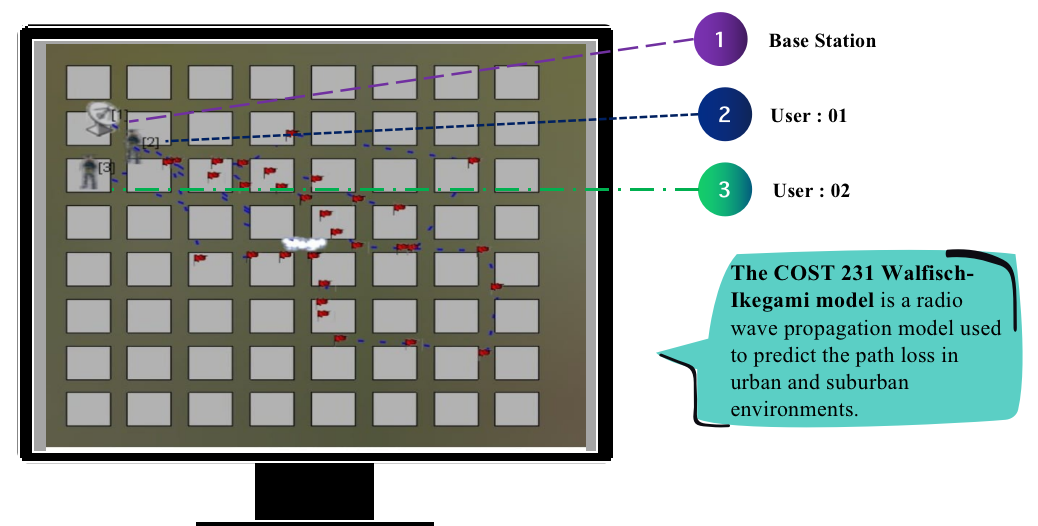 1
Base Station
[1]
2
User : 01
[2]
[3]
3
User : 02
The COST 231 Walfisch-
Ikegami model is a radio
wave propagation model used
to predict the path loss in
urban and suburban
environments.